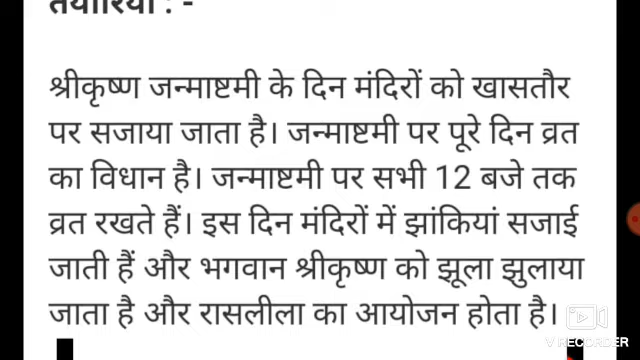 तैयारियां : -
श्रीकृष्ण जन्माष्टमी के दिन मंदिरों को खासतौर
पर सजाया जाता है। जन्माष्टमी पर पूरे दिन व्रत
का विधान है। जन्माष्टमी पर सभी 12 बजे तक
व्रत रखते हैं। इस दिन मंदिरों में झांकियां सजाई
जाती हैं और भगवान श्रीकृष्ण को झूला झुलाया
जाता है और रासलीला का आयोजन होता है।
V RECORDER